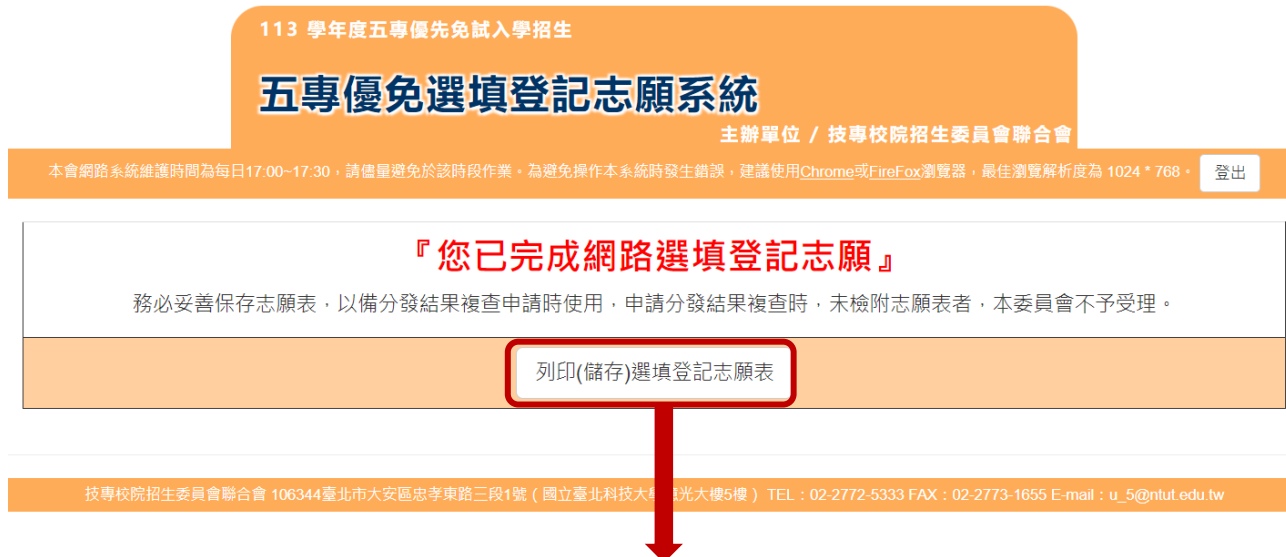 113 學年度五專優先免試入學招生
五專優免選填登記志願系統
主辦單位 / 技專校院招生委員會聯合會
本會網路系統維護時間為每日17:00~17:30，請儘量避免於該時段作業。為避免操作本系統時發生錯誤，建議使用Chrome或FireFox瀏覽器，最佳瀏覽解析度為 1024 * 768。 登出
『您已完成網路選填登記志願』
務必妥善保存志願表，以備分發結果複查申請時使用，申請分發結果複查時，未檢附志願表者，本委員會不予受理。
列印(儲存)選填登記志願表
技專校院招生委員會聯合會 106344臺北市大安區忠孝東路三段1號 ( 國立臺北科技大 光大樓5樓 ) TEL：02-2772-5333 FAX：02-2773-1655 E-mail：u_5@ntut.edu.tw